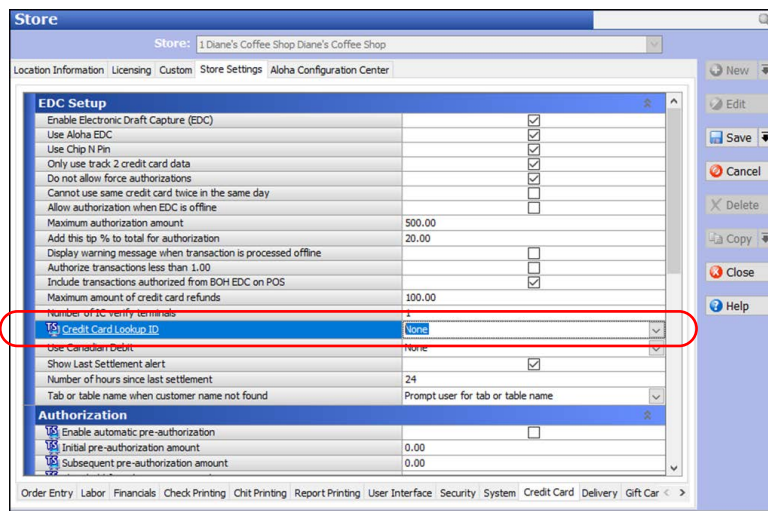 Store
Store: 1 Diane's Coffee Shop Diane's Coffee Shop
Location Information Licensing Custom Store Settings Aloha Configuration Center
New
Edit
Save
Cancel
Delete
Copy
Close
Help
EDC Setup
Enable Electronic Draft Capture (EDC)
Use Aloha EDC
Use Chip N Pin
Only use track 2 credit card data
Do not allow force authorizations
Cannot use same credit card twice in the same day
Allow authorization when EDC is offline
Maximum authorization amount 500.00
Add this tip % to total for authorization 20.00
Display warning message when transaction is processed offline
Authorize transactions less than 1.00
Include transactions authorized from BOH EDC on POS
Maximum amount of credit card refunds 100.00
Number of IC verify terminals 1
TS Credit Card Lookup ID None
Use Canadian Debit None
Show Last Settlement alert
Number of hours since last settlement 24
Tab or table name when customer name not found Prompt user for tab or table name
Authorization
TS Enable automatic pre-authorization
TS Initial pre-authorization amount 0.00
TS Subsequent pre-authorization amount 0.00
Order Entry Labor Financials Check Printing Chit Printing Report Printing User Interface Security System Credit Card Delivery Gift Car